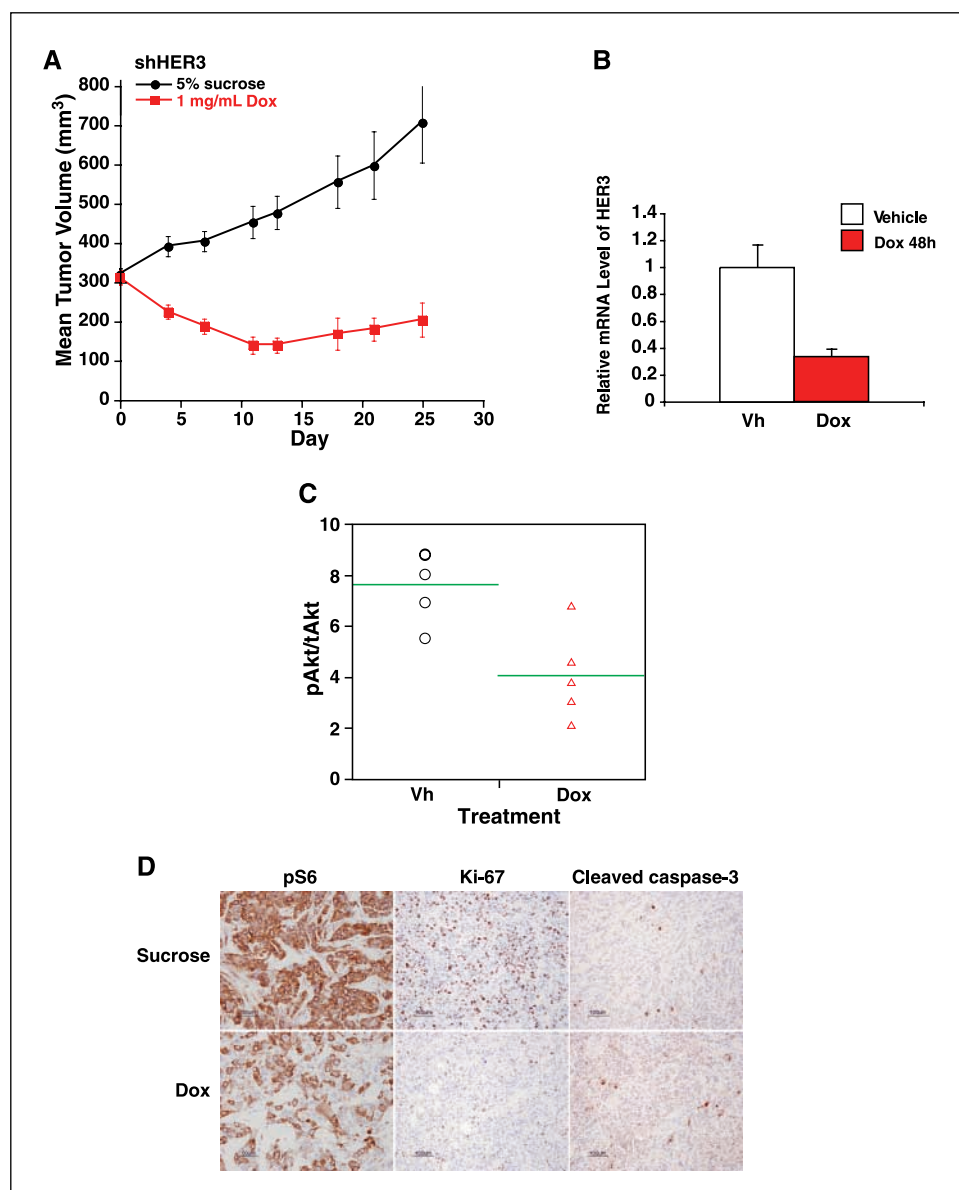 A
shHER3
5% sucrose
1 mg/mL Dox
Mean Tumor Volume (mm³)
800
700
600
500
400
300
200
100
0
0 5 10 15 20 25 30
Day
B
Relative mRNA Level of HER3
1.4
1.2
1
0.8
0.6
0.4
0.2
0
Vehicle
Dox 48h
Vh Dox
C
pAkt/tAkt
10
8
6
4
2
0
Vh Dox
Treatment
D
pS6 Ki-67 Cleaved caspase-3
Sucrose
Dox